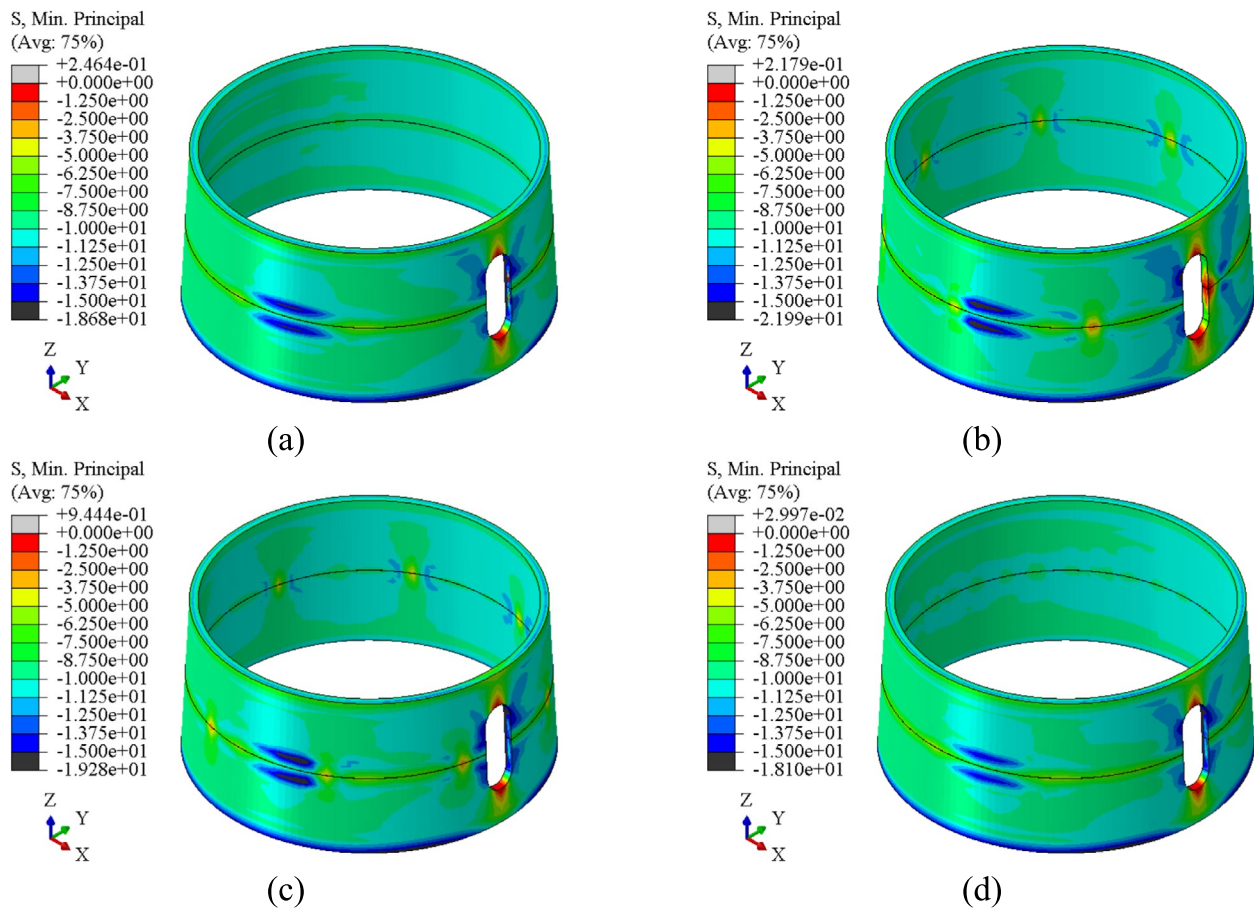 S, Min. Principal
(Avg: 75%)
+2.464e-01
+0.000e+00
-1.250e+00
-2.500e+00
-3.750e+00
-5.000e+00
-6.250e+00
-7.500e+00
-8.750e+00
-1.000e+01
-1.125e+01
-1.250e+01
-1.375e+01
-1.500e+01
-1.868e+01
Z
Y
X
(a)
S, Min. Principal
(Avg: 75%)
+2.179e-01
+0.000e+00
-1.250e+00
-2.500e+00
-3.750e+00
-5.000e+00
-6.250e+00
-7.500e+00
-8.750e+00
-1.000e+01
-1.125e+01
-1.250e+01
-1.375e+01
-1.500e+01
-2.199e+01
Z
Y
X
(b)
S, Min. Principal
(Avg: 75%)
+9.444e-01
+0.000e+00
-1.250e+00
-2.500e+00
-3.750e+00
-5.000e+00
-6.250e+00
-7.500e+00
-8.750e+00
-1.000e+01
-1.125e+01
-1.250e+01
-1.375e+01
-1.500e+01
-1.928e+01
Z
Y
X
(c)
S, Min. Principal
(Avg: 75%)
+2.997e-02
+0.000e+00
-1.250e+00
-2.500e+00
-3.750e+00
-5.000e+00
-6.250e+00
-7.500e+00
-8.750e+00
-1.000e+01
-1.125e+01
-1.250e+01
-1.375e+01
-1.500e+01
-1.810e+01
Z
Y
X
(d)